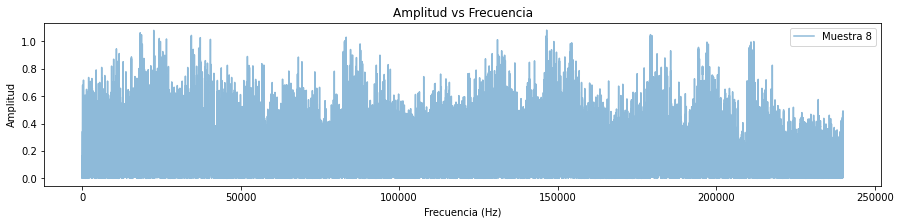 Amplitud vs Frecuencia
Muestra 8
Amplitud
1.0
0.8
0.6
0.4
0.2
0.0
0 50000 100000 150000 200000 250000
Frecuencia (Hz)